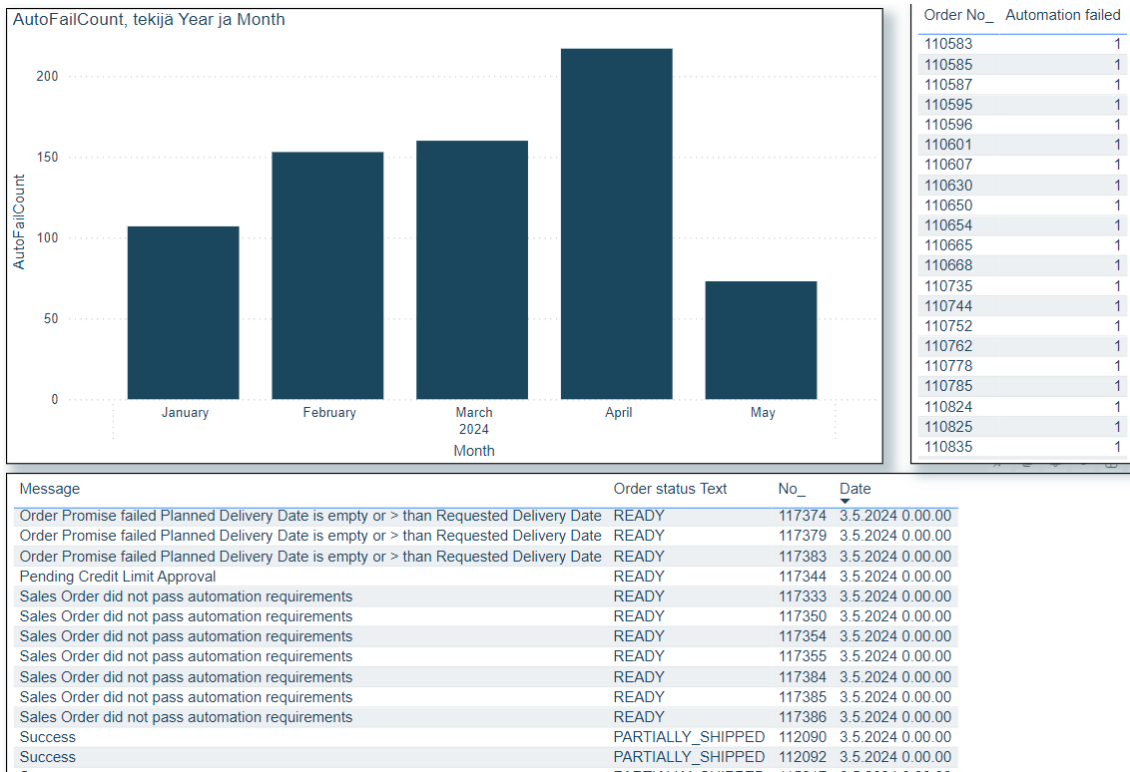 AutoFailCount, tekijä Year ja Month
200
150
100
50
0
AutoFailCount
January February March April May
2024
Month
Order No_ Automation failed
110583 1
110585 1
110587 1
110595 1
110596 1
110601 1
110607 1
110630 1
110650 1
110654 1
110665 1
110668 1
110735 1
110744 1
110752 1
110762 1
110778 1
110785 1
110824 1
110825 1
110835 1
Message Order status Text No_ Date
Order Promise failed Planned Delivery Date is empty or > than Requested Delivery Date READY 117374 3.5.2024 0.00.00
Order Promise failed Planned Delivery Date is empty or > than Requested Delivery Date READY 117379 3.5.2024 0.00.00
Order Promise failed Planned Delivery Date is empty or > than Requested Delivery Date READY 117383 3.5.2024 0.00.00
Pending Credit Limit Approval READY 117344 3.5.2024 0.00.00
Sales Order did not pass automation requirements READY 117333 3.5.2024 0.00.00
Sales Order did not pass automation requirements READY 117350 3.5.2024 0.00.00
Sales Order did not pass automation requirements READY 117354 3.5.2024 0.00.00
Sales Order did not pass automation requirements READY 117355 3.5.2024 0.00.00
Sales Order did not pass automation requirements READY 117384 3.5.2024 0.00.00
Sales Order did not pass automation requirements READY 117385 3.5.2024 0.00.00
Sales Order did not pass automation requirements READY 117386 3.5.2024 0.00.00
Success PARTIALLY_SHIPPED 112090 3.5.2024 0.00.00
Success PARTIALLY_SHIPPED 112092 3.5.2024 0.00.00